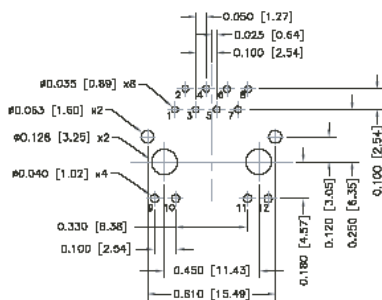 0.050 [1.27]
0.025 [0.64]
0.100 [2.54]
2 4 6 8
ø0.035 [0.89] x8
1 3 5 7
ø0.063 [1.60] x2
ø0.128 [3.25] x2
ø0.040 [1.02] x4
9 10 11 12
0.330 [8.38]
0.100 [2.54]
0.450 [11.43]
0.610 [15.49]
0.180 [4.57]
0.120 [3.05]
0.250 [6.35]
0.100 [2.54]